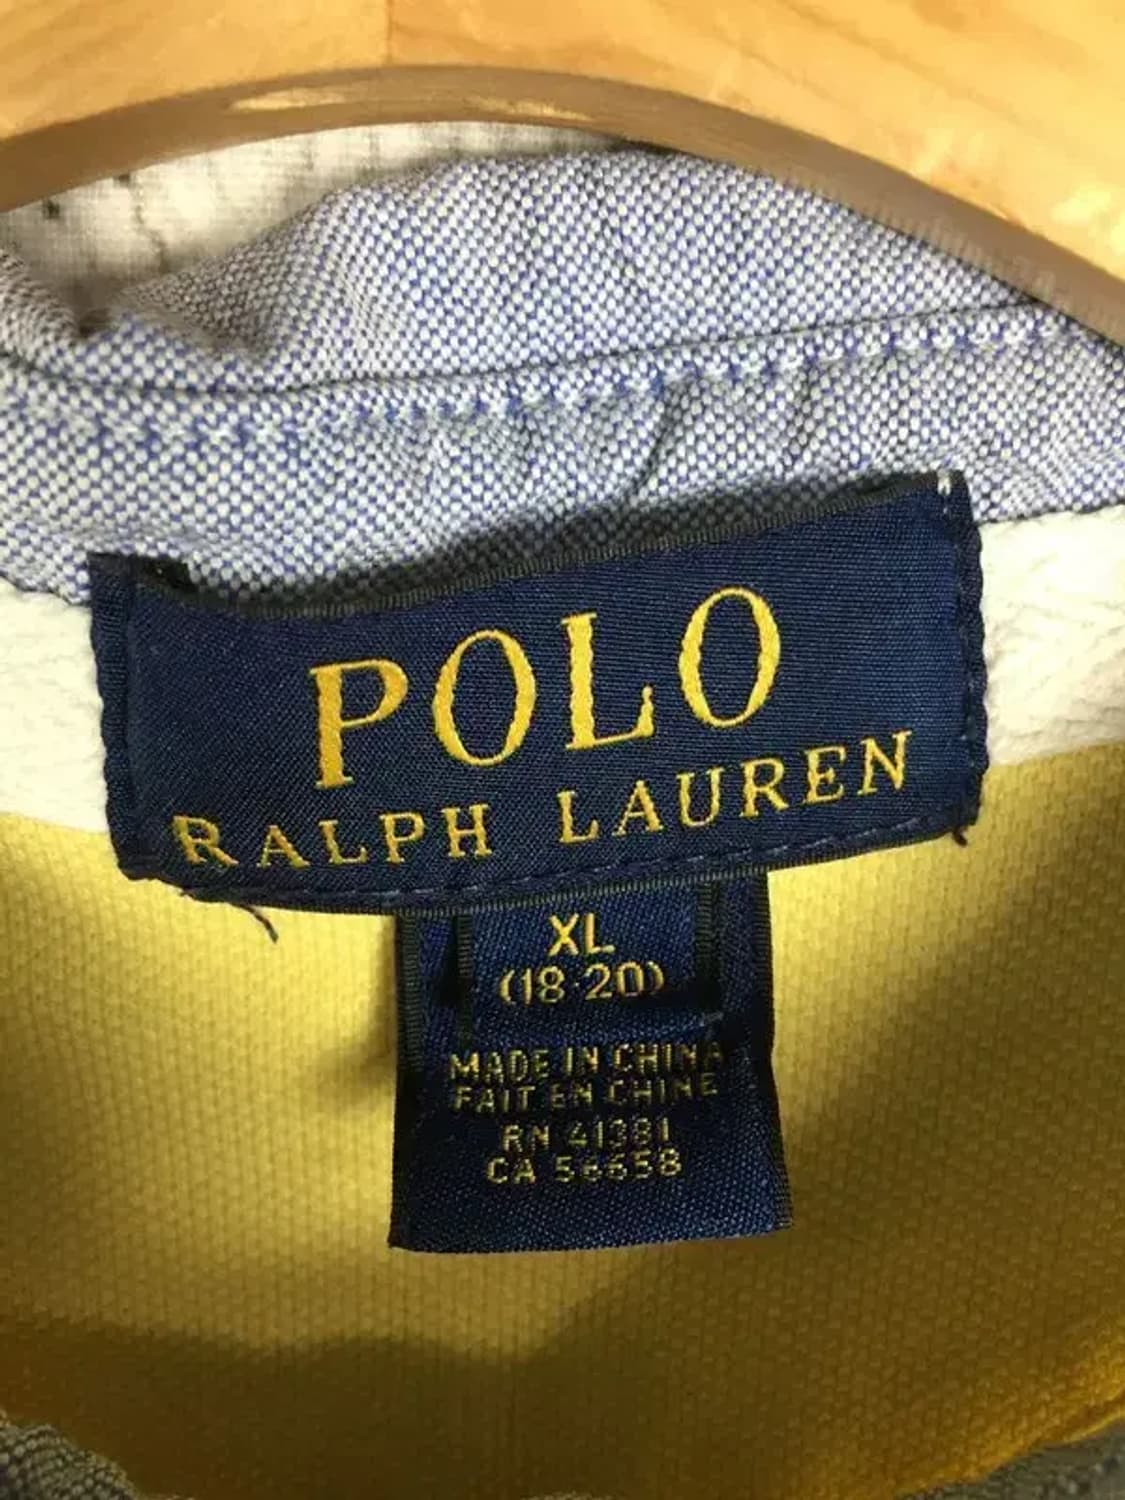 POLO
RALPH LAUREN
XL
(18-20)
MADE IN CHINA
FAIT EN CHINE
RN 41381
CA 56658